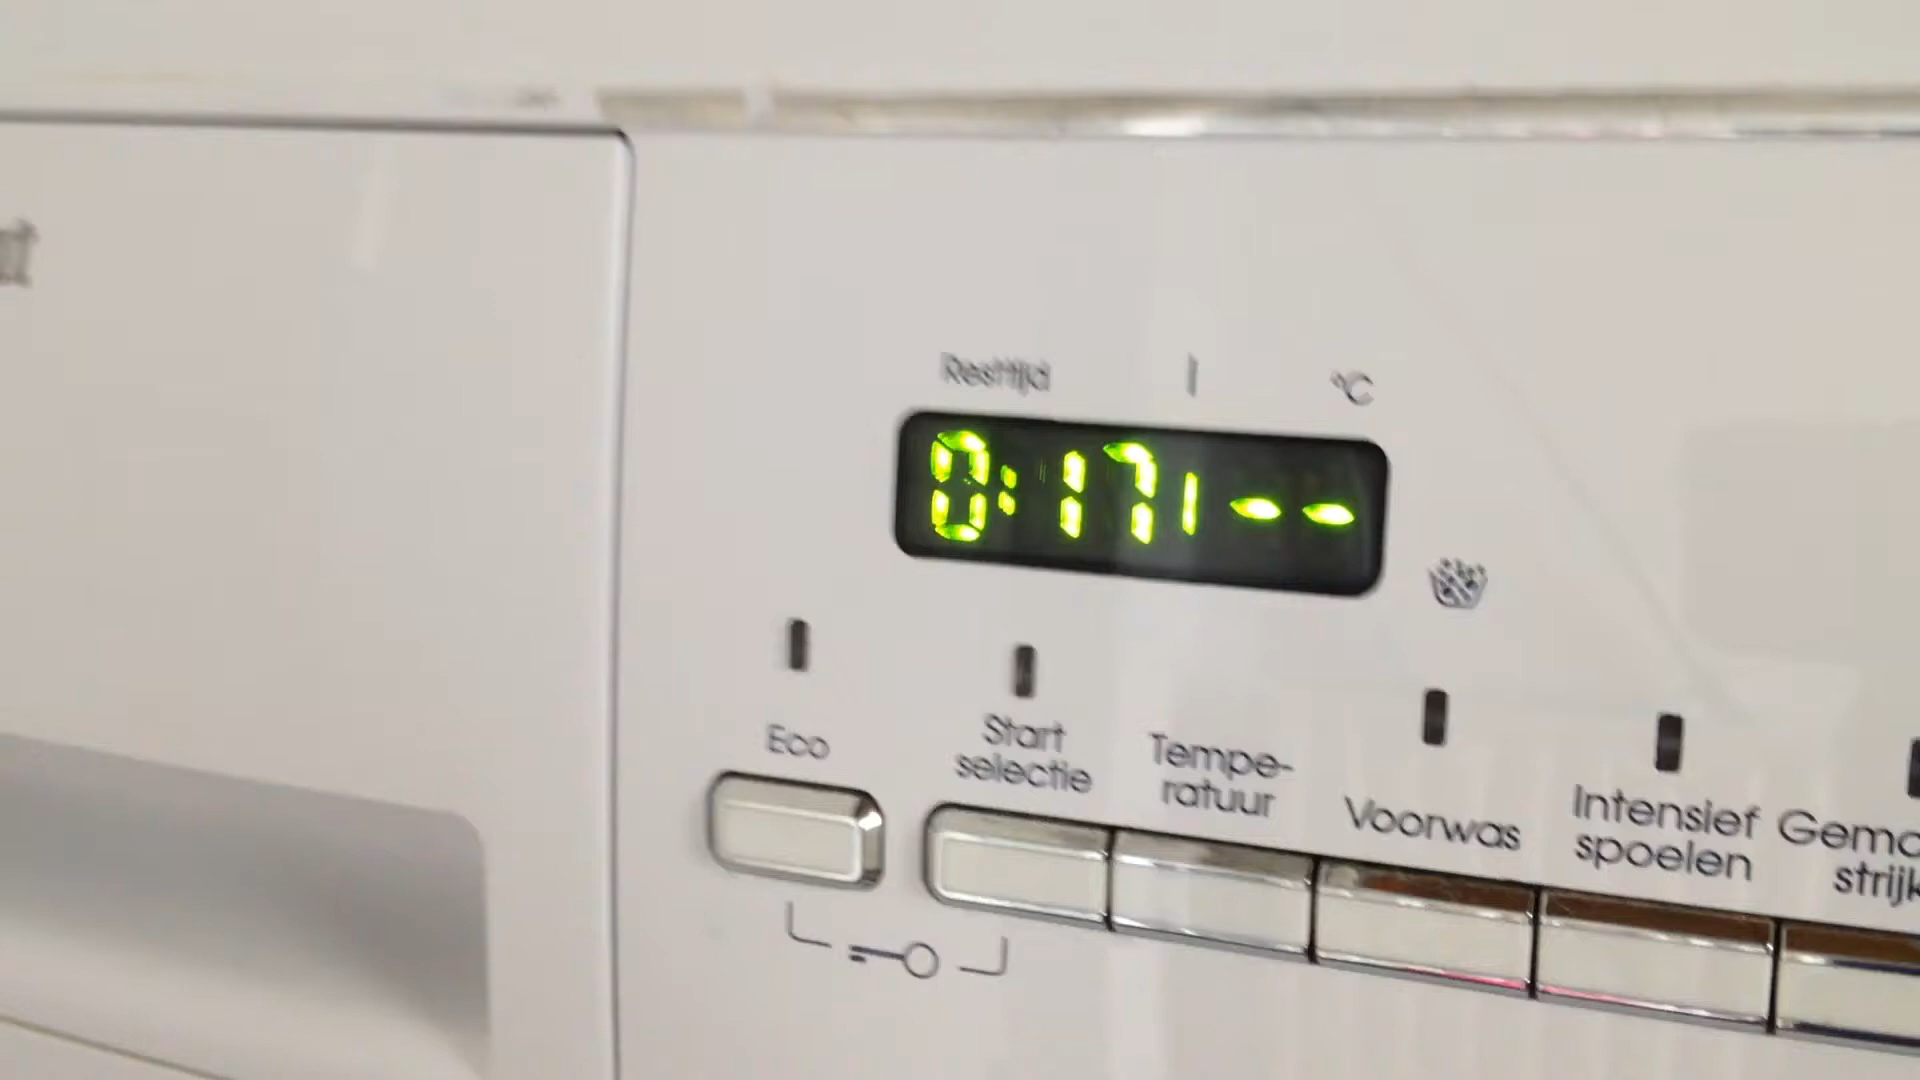 Resttijd | °C
0:17 | --
Eco
Start
selectie
Tempe-
ratuur
Voorwas
Intensief
spoelen